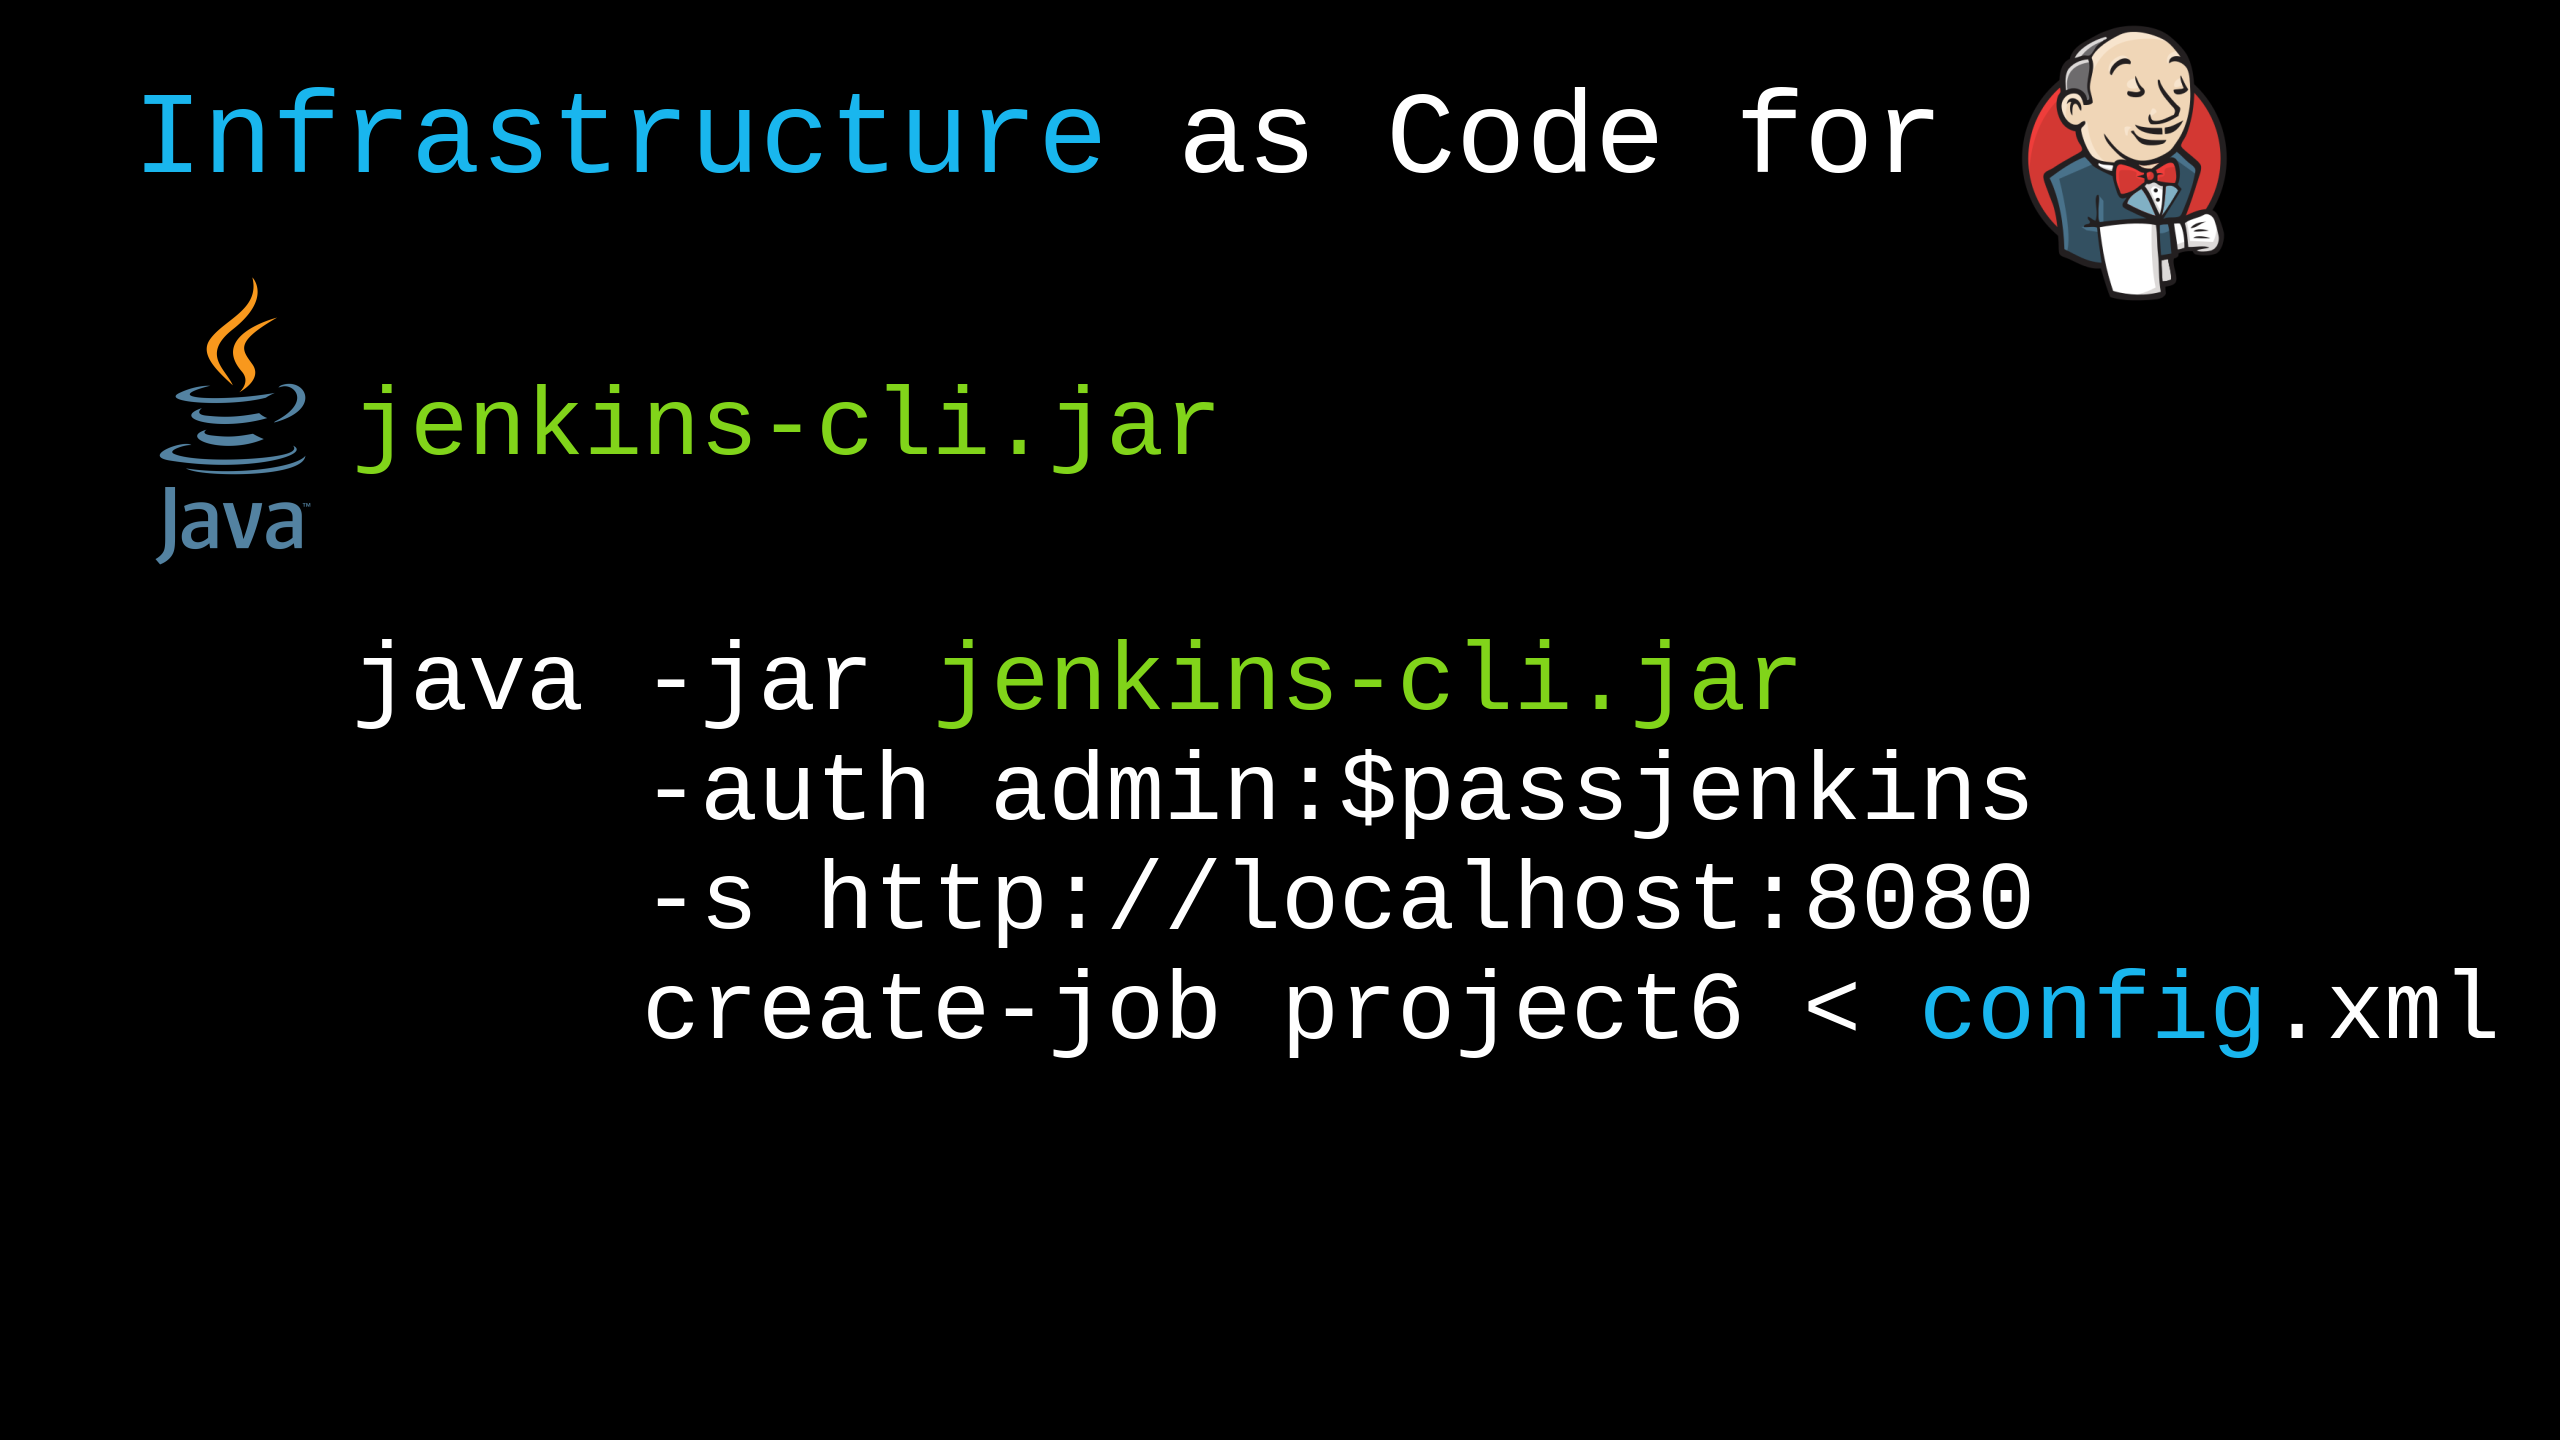 Infrastructure as Code for
jenkins-cli.jar
Java™
java -jar jenkins-cli.jar
-auth admin:$passjenkins
-s http://localhost:8080
create-job project6 < config.xml